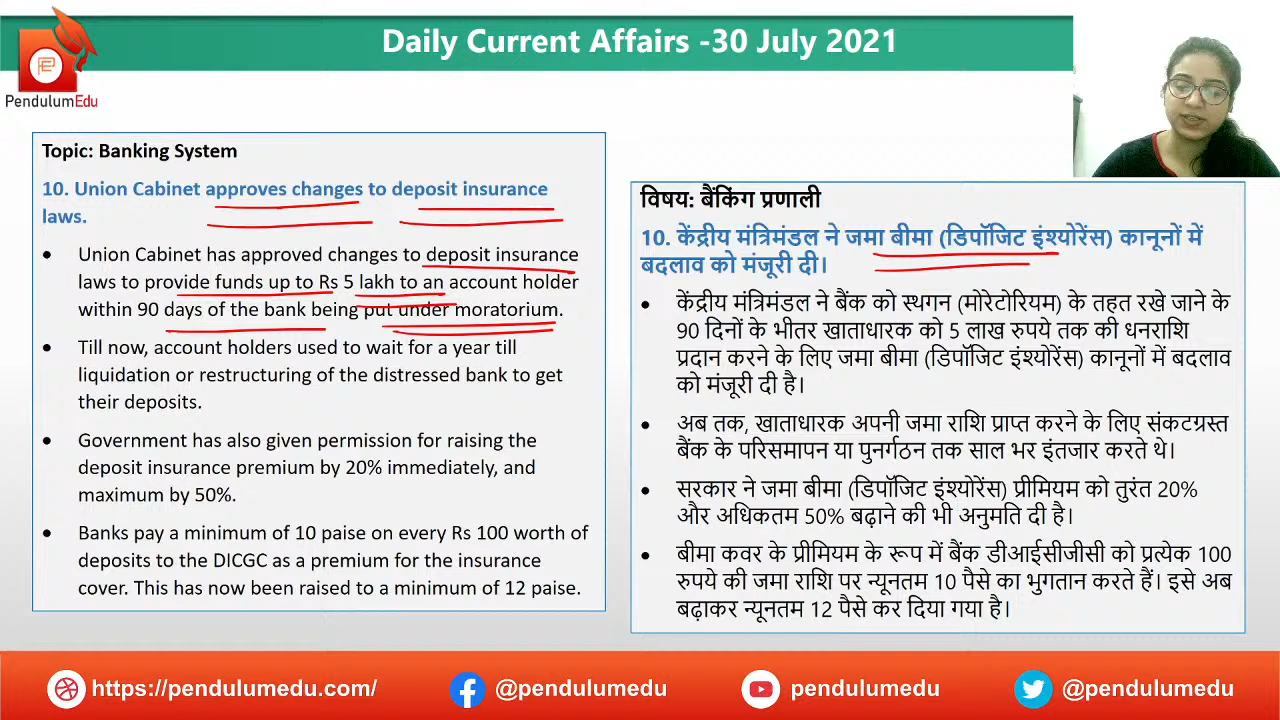 Daily Current Affairs -30 July 2021
PendulumEdu
Topic: Banking System
10. Union Cabinet approves changes to deposit insurance
laws.
• Union Cabinet has approved changes to deposit insurance
laws to provide funds up to Rs 5 lakh to an account holder
within 90 days of the bank being put under moratorium.
• Till now, account holders used to wait for a year till
liquidation or restructuring of the distressed bank to get
their deposits.
• Government has also given permission for raising the
deposit insurance premium by 20% immediately, and
maximum by 50%.
• Banks pay a minimum of 10 paise on every Rs 100 worth of
deposits to the DICGC as a premium for the insurance
cover. This has now been raised to a minimum of 12 paise.
विषय: बैंकिंग प्रणाली
10. केंद्रीय मंत्रिमंडल ने जमा बीमा (डिपॉजिट इंश्योरेंस) कानूनों में
बदलाव को मंजूरी दी।
• केंद्रीय मंत्रिमंडल ने बैंक को स्थगन (मोरेटोरियम) के तहत रखे जाने के
90 दिनों के भीतर खाताधारक को 5 लाख रुपये तक की धनराशि
प्रदान करने के लिए जमा बीमा (डिपॉजिट इंश्योरेंस) कानूनों में बदलाव
को मंजूरी दी है।
• अब तक, खाताधारक अपनी जमा राशि प्राप्त करने के लिए संकटग्रस्त
बैंक के परिसमापन या पुनर्गठन तक साल भर इंतजार करते थे।
• सरकार ने जमा बीमा (डिपॉजिट इंश्योरेंस) प्रीमियम को तुरंत 20%
और अधिकतम 50% बढ़ाने की भी अनुमति दी है।
• बीमा कवर के प्रीमियम के रूप में बैंक डीआईसीजीसी को प्रत्येक 100
रुपये की जमा राशि पर न्यूनतम 10 पैसे का भुगतान करते हैं। इसे अब
बढ़ाकर न्यूनतम 12 पैसे कर दिया गया है।
https://pendulumedu.com/
@pendulumedu
pendulumedu
@pendulumedu